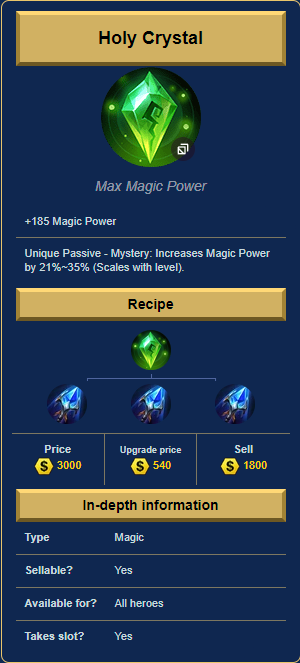 Holy Crystal
Max Magic Power
+185 Magic Power
Unique Passive - Mystery: Increases Magic Power
by 21%~35% (Scales with level).
Recipe
Price Upgrade price Sell
S 3000 S 540 S 1800
In-depth information
Type Magic
Sellable? Yes
Available for? All heroes
Takes slot? Yes